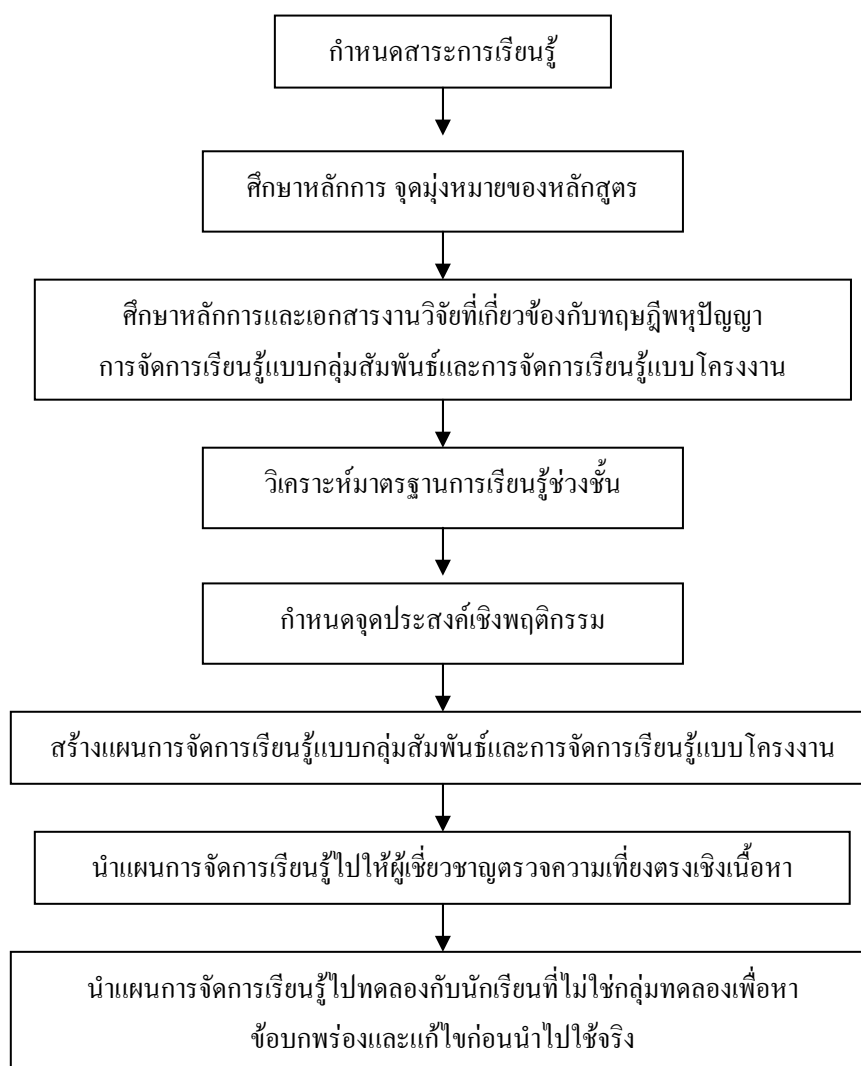 กำหนดสาระการเรียนรู้
ศึกษาหลักการ จุดมุ่งหมายของหลักสูตร
ศึกษาหลักการและเอกสารงานวิจัยที่เกี่ยวข้องกับทฤษฎีพหุปัญญา
การจัดการเรียนรู้แบบกลุ่มสัมพันธ์และการจัดการเรียนรู้แบบโครงงาน
วิเคราะห์มาตรฐานการเรียนรู้ช่วงชั้น
กำหนดจุดประสงค์เชิงพฤติกรรม
สร้างแผนการจัดการเรียนรู้แบบกลุ่มสัมพันธ์และการจัดการเรียนรู้แบบโครงงาน
นำแผนการจัดการเรียนรู้ไปให้ผู้เชี่ยวชาญตรวจความเที่ยงตรงเชิงเนื้อหา
นำแผนการจัดการเรียนรู้ไปทดลองกับนักเรียนที่ไม่ใช่กลุ่มทดลองเพื่อหา
ข้อบกพร่องและแก้ไขก่อนนำไปใช้จริง